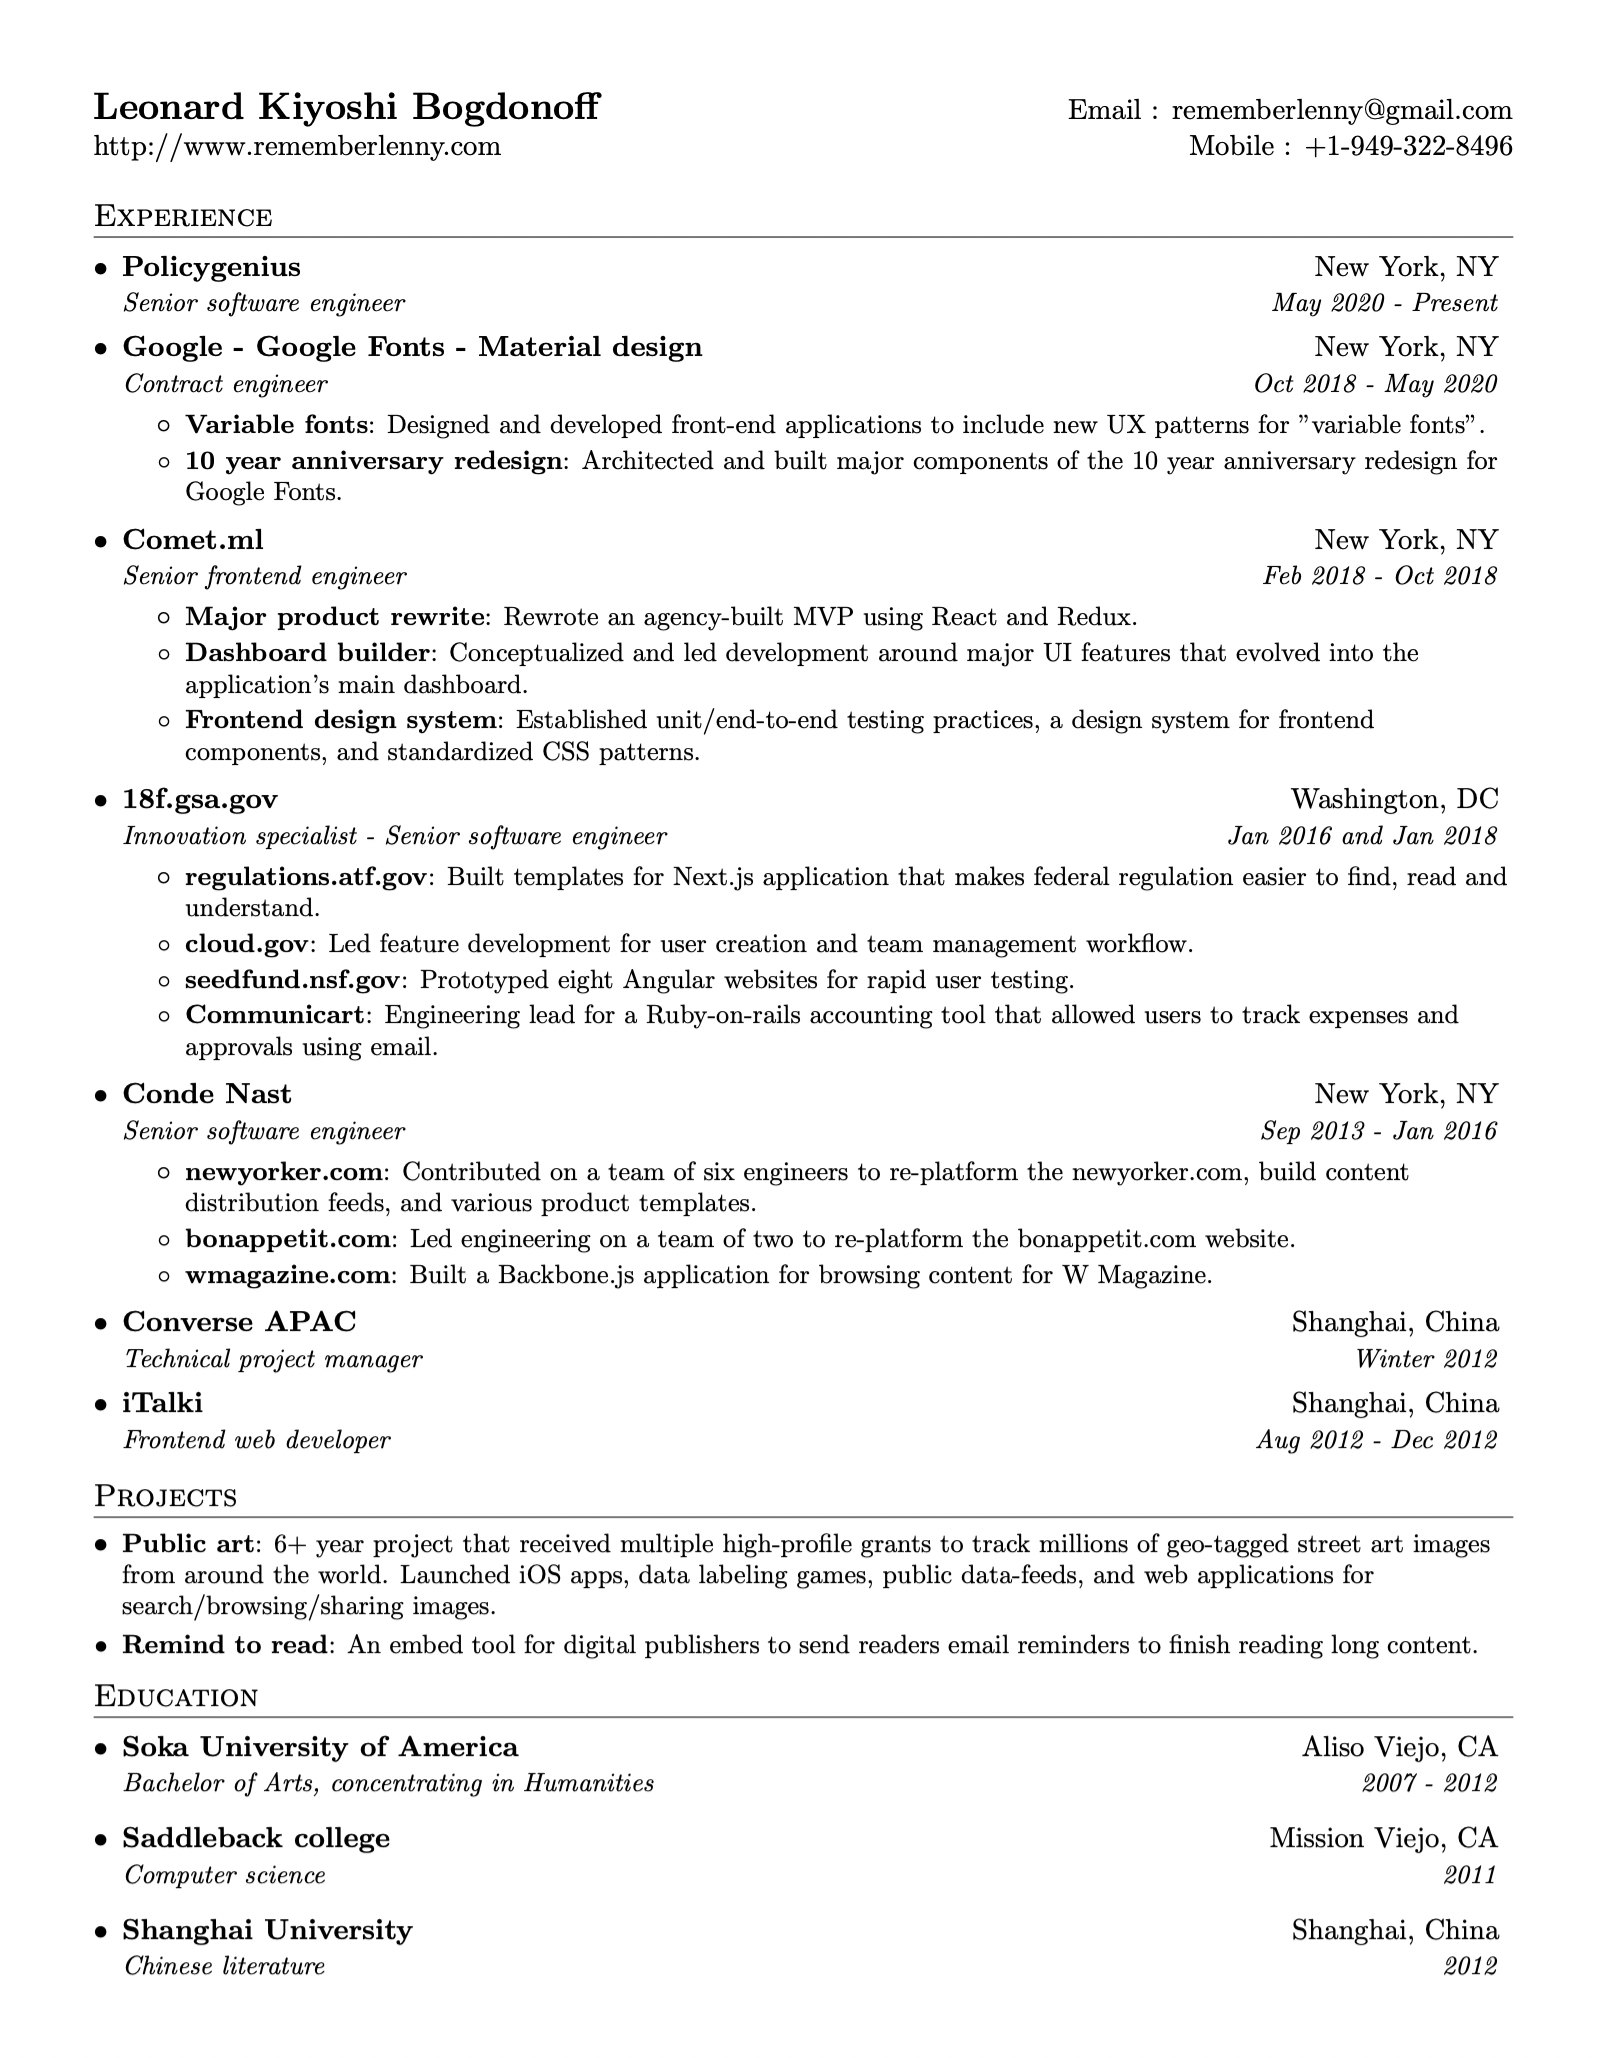 Leonard Kiyoshi Bogdonoff Email : rememberlenny@gmail.com
http://www.rememberlenny.com Mobile : +1-949-322-8496
Experience
• Policygenius New York, NY
Senior software engineer May 2020 - Present
• Google - Google Fonts - Material design New York, NY
Contract engineer Oct 2018 - May 2020
◦ Variable fonts: Designed and developed front-end applications to include new UX patterns for ”variable fonts”.
◦ 10 year anniversary redesign: Architected and built major components of the 10 year anniversary redesign for
Google Fonts.
• Comet.ml New York, NY
Senior frontend engineer Feb 2018 - Oct 2018
◦ Major product rewrite: Rewrote an agency-built MVP using React and Redux.
◦ Dashboard builder: Conceptualized and led development around major UI features that evolved into the
application’s main dashboard.
◦ Frontend design system: Established unit/end-to-end testing practices, a design system for frontend
components, and standardized CSS patterns.
• 18f.gsa.gov Washington, DC
Innovation specialist - Senior software engineer Jan 2016 and Jan 2018
◦ regulations.atf.gov: Built templates for Next.js application that makes federal regulation easier to find, read and
understand.
◦ cloud.gov: Led feature development for user creation and team management workflow.
◦ seedfund.nsf.gov: Prototyped eight Angular websites for rapid user testing.
◦ Communicart: Engineering lead for a Ruby-on-rails accounting tool that allowed users to track expenses and
approvals using email.
• Conde Nast New York, NY
Senior software engineer Sep 2013 - Jan 2016
◦ newyorker.com: Contributed on a team of six engineers to re-platform the newyorker.com, build content
distribution feeds, and various product templates.
◦ bonappetit.com: Led engineering on a team of two to re-platform the bonappetit.com website.
◦ wmagazine.com: Built a Backbone.js application for browsing content for W Magazine.
• Converse APAC Shanghai, China
Technical project manager Winter 2012
• iTalki Shanghai, China
Frontend web developer Aug 2012 - Dec 2012
Projects
• Public art: 6+ year project that received multiple high-profile grants to track millions of geo-tagged street art images
from around the world. Launched iOS apps, data labeling games, public data-feeds, and web applications for
search/browsing/sharing images.
• Remind to read: An embed tool for digital publishers to send readers email reminders to finish reading long content.
Education
• Soka University of America Aliso Viejo, CA
Bachelor of Arts, concentrating in Humanities 2007 - 2012
• Saddleback college Mission Viejo, CA
Computer science 2011
• Shanghai University Shanghai, China
Chinese literature 2012